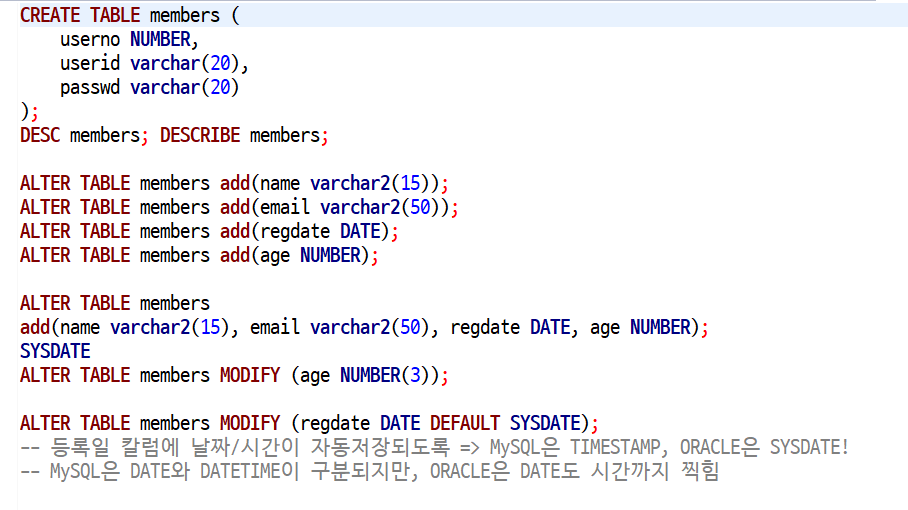 CREATE TABLE members (
userno NUMBER,
userid varchar(20),
passwd varchar(20)
);
DESC members; DESCRIBE members;
ALTER TABLE members add(name varchar2(15));
ALTER TABLE members add(email varchar2(50));
ALTER TABLE members add(regdate DATE);
ALTER TABLE members add(age NUMBER);
ALTER TABLE members
add(name varchar2(15), email varchar2(50), regdate DATE, age NUMBER);
SYSDATE
ALTER TABLE members MODIFY (age NUMBER(3));
ALTER TABLE members MODIFY (regdate DATE DEFAULT SYSDATE);
-- 등록일 칼럼에 날짜/시간이 자동저장되도록 => MySQL은 TIMESTAMP, ORACLE은 SYSDATE!
-- MySQL은 DATE와 DATETIME이 구분되지만, ORACLE은 DATE도 시간까지 찍힘